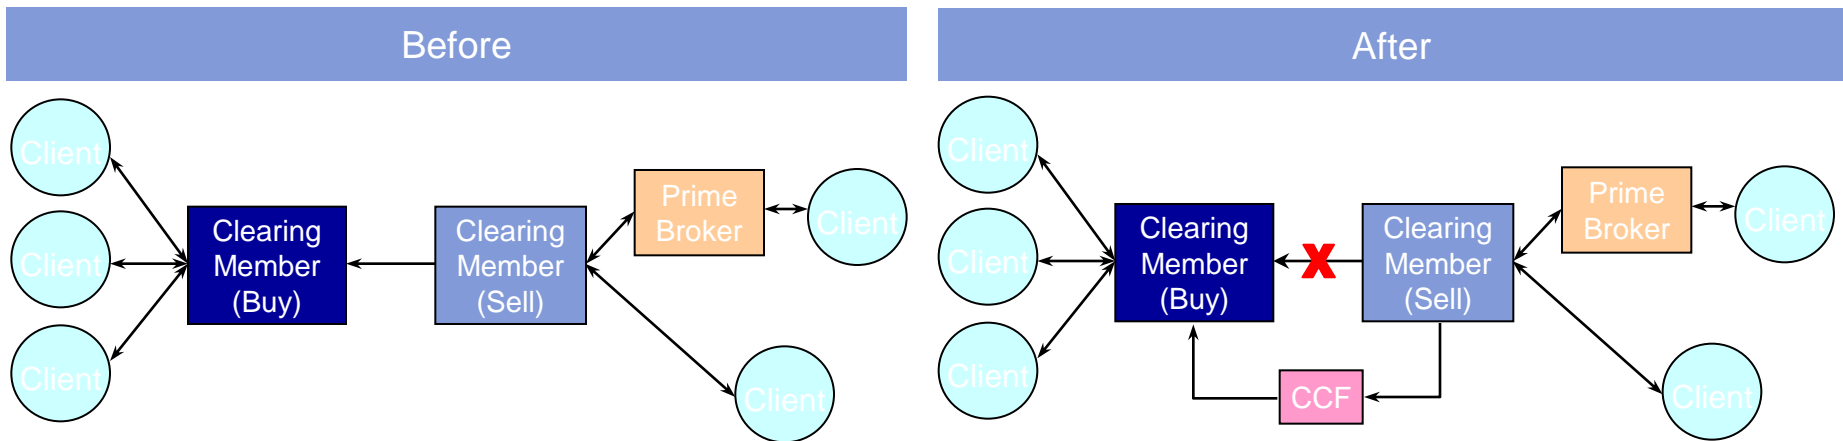 Before
Client
Client
Client
Clearing
Member
(Buy)
Clearing
Member
(Sell)
Prime
Broker
Client
Client
After
Client
Client
Client
Clearing
Member
(Buy)
X
Clearing
Member
(Sell)
Prime
Broker
Client
CCF
Client